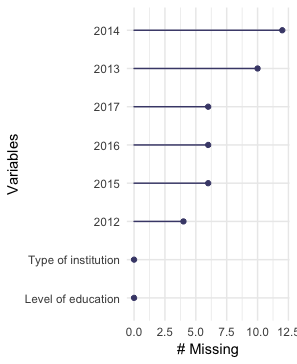 Variables
2014
2013
2017
2016
2015
2012
Type of institution
Level of education
0.0 2.5 5.0 7.5 10.0 12.5
# Missing